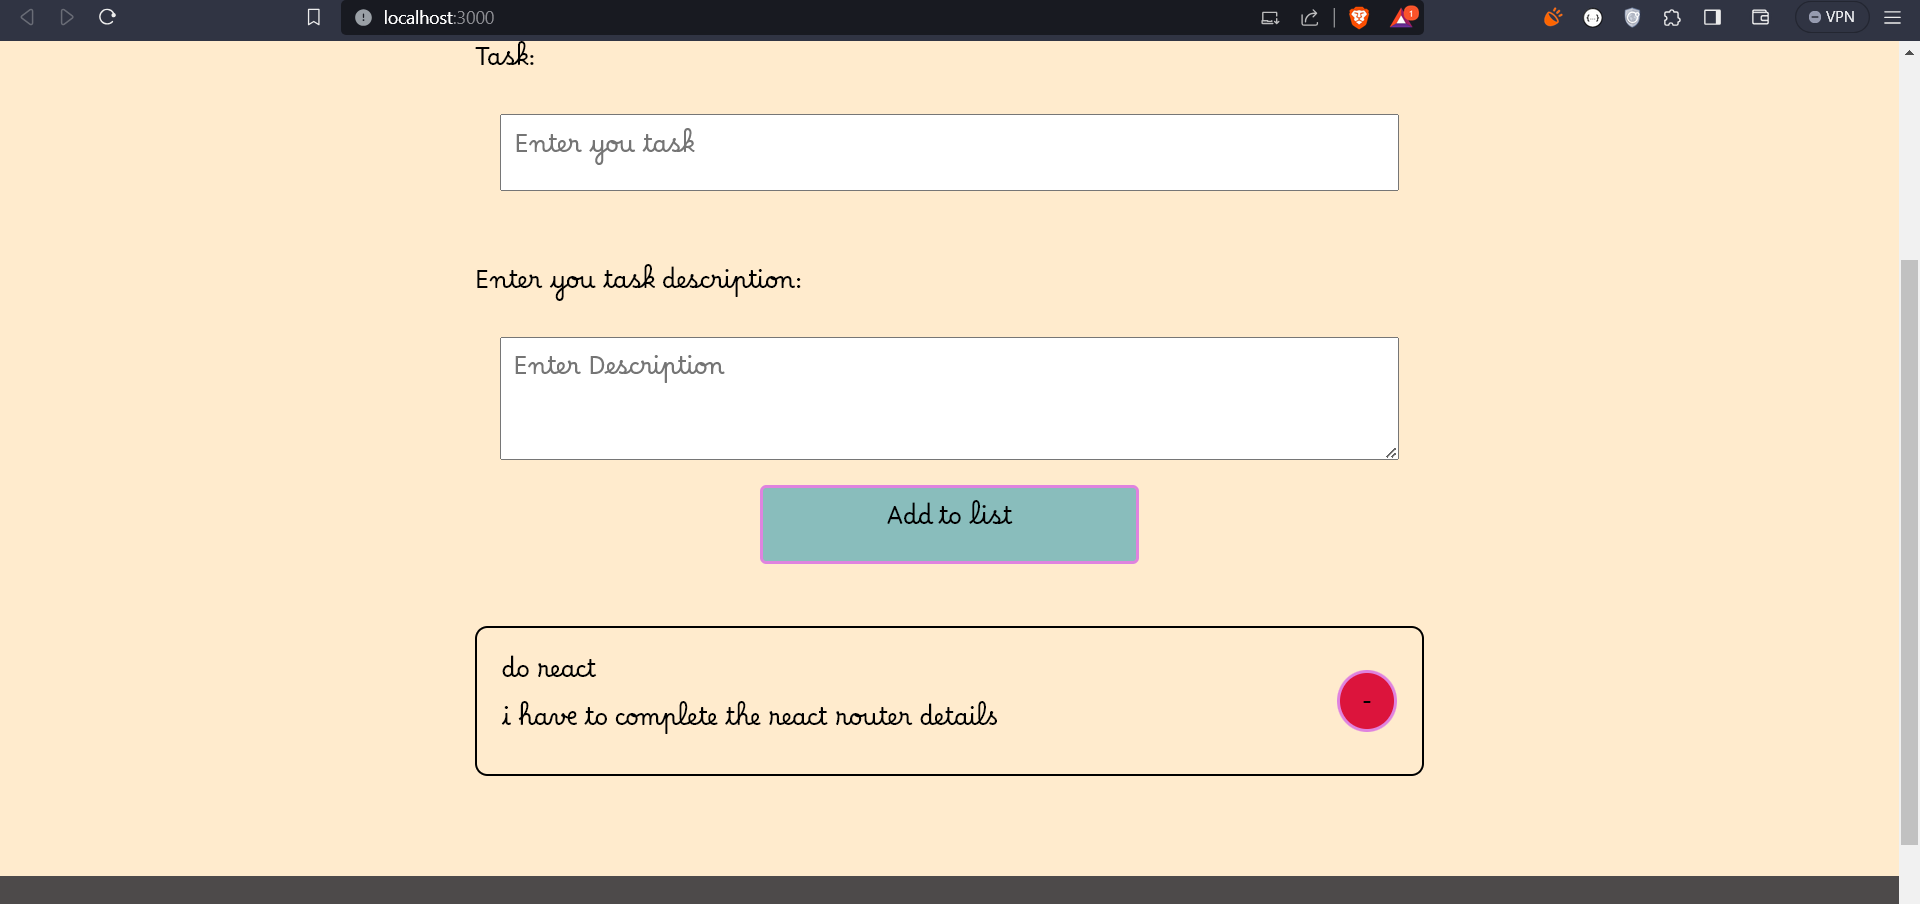 localhost:3000
1
VPN
Task:
Enter you task
Enter you task description:
Enter Description
Add to list
do react
i have to complete the react router details
-